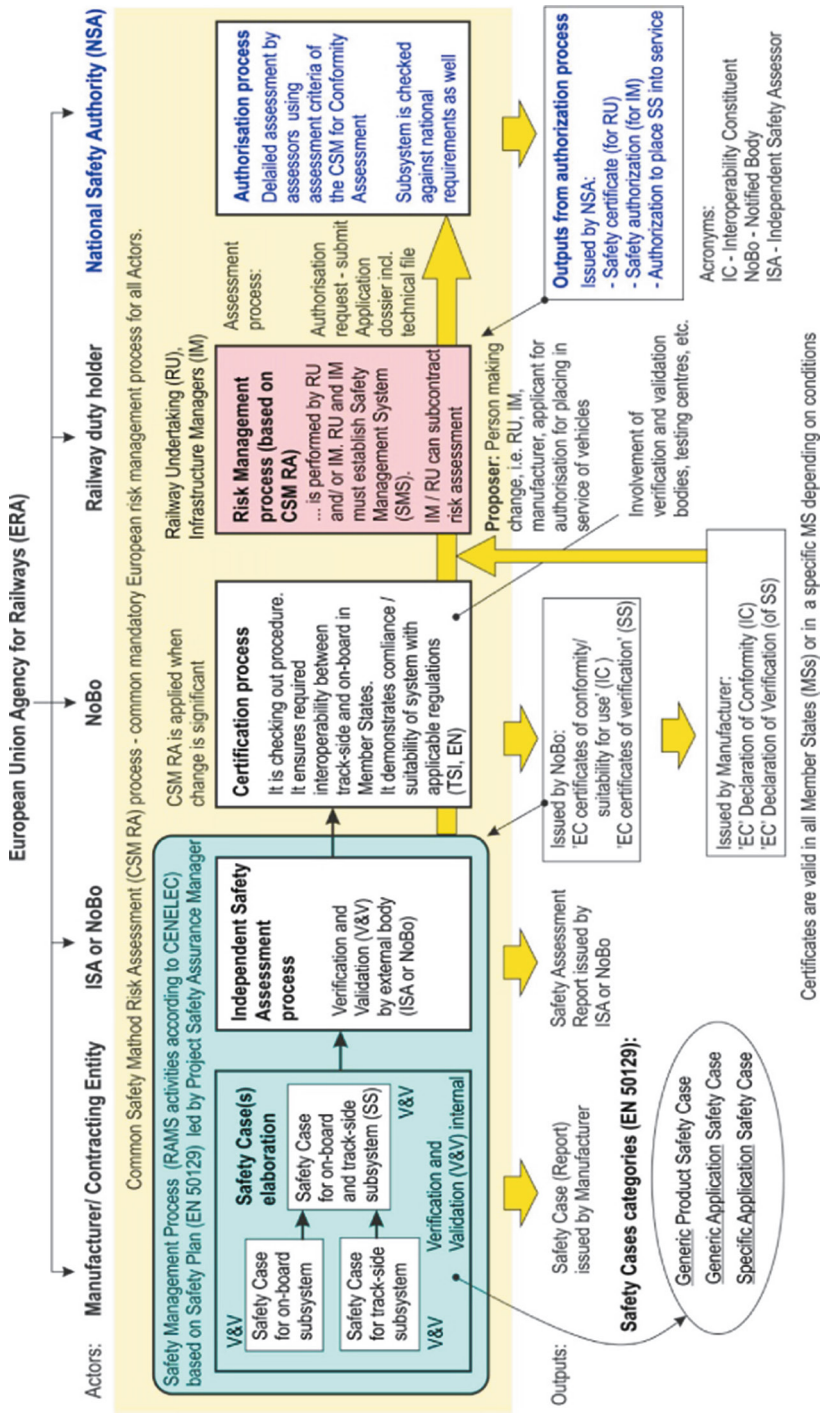 European Union Agency for Railways (ERA)
Actors:
Manufacturer/ Contracting Entity
ISA or NoBo
NoBo
Railway duty holder
National Safety Authority (NSA)
Common Safety Method Risk Assessment (CSM RA) process - common mandatory European risk management process for all Actors.
Safety Management Process (RAMS activities according to CENELEC)
based on Safety Plan (EN 50129) led by Project Safety Assurance Manager
V&V
Safety Case
for on-board
subsystem
Safety Case
for track-side
subsystem
V&V
Safety Case(s)
elaboration
Safety Case
for on-board
and track-side
subsystem (SS)
V&V
Verification and
Validation (V&V) internal
Independent Safety
Assessment
process
Verification and
Validation (V&V)
by external body
(ISA or NoBo)
CSM RA is applied when
change is significant
Certification process
It is checking out procedure.
It ensures required
interoperability between
track-side and on-board in
Member States.
It demonstrates comliance /
suitability of system with
applicable regulations
(TSI, EN)
Railway Undertaking (RU),
Infrastructure Managers (IM)
Risk Management
process (based on
CSM RA)
... is performed by RU
and/ or IM. RU and IM
must establish Safety
Management System
(SMS).
IM / RU can subcontract
risk assessment
Assessment
process:
Authorisation
request - submit
Application
dossier incl.
technical file
Authorisation process
Delailed assessment by
assessors using
assessment criteria of
the CSM for Conformity
Assessment
Subsystem is checked
against national
requirements as well
Outputs:
Safety Case (Report)
issued by Manufacturer
Safety Cases categories (EN 50129):
Generic Product Safety Case
Generic Application Safety Case
Specific Application Safety Case
Safety Assessment
Report issued by
ISA or NoBo
Issued by NoBo:
'EC certificates of conformity/
suitability for use' (IC )
'EC certificates of verification' (SS)
Issued by Manufacturer:
'EC' Declaration of Conformity (IC)
'EC' Declaration of Verification (of SS)
Proposer: Person making
change, i.e. RU, IM,
manufacturer, applicant for
authorisation for placing in
service of vehicles
Involvement of
verification and validation
bodies, testing centres, etc.
Outputs from authorization process
Issued by NSA:
- Safety certificate (for RU)
- Safety authorization (for IM)
- Authorization to place SS into service
Acronyms:
IC - Interoperability Constituent
NoBo - Notified Body
ISA - Independent Safety Assessor
Certificates are valid in all Member States (MSs) or in a specific MS depending on conditions